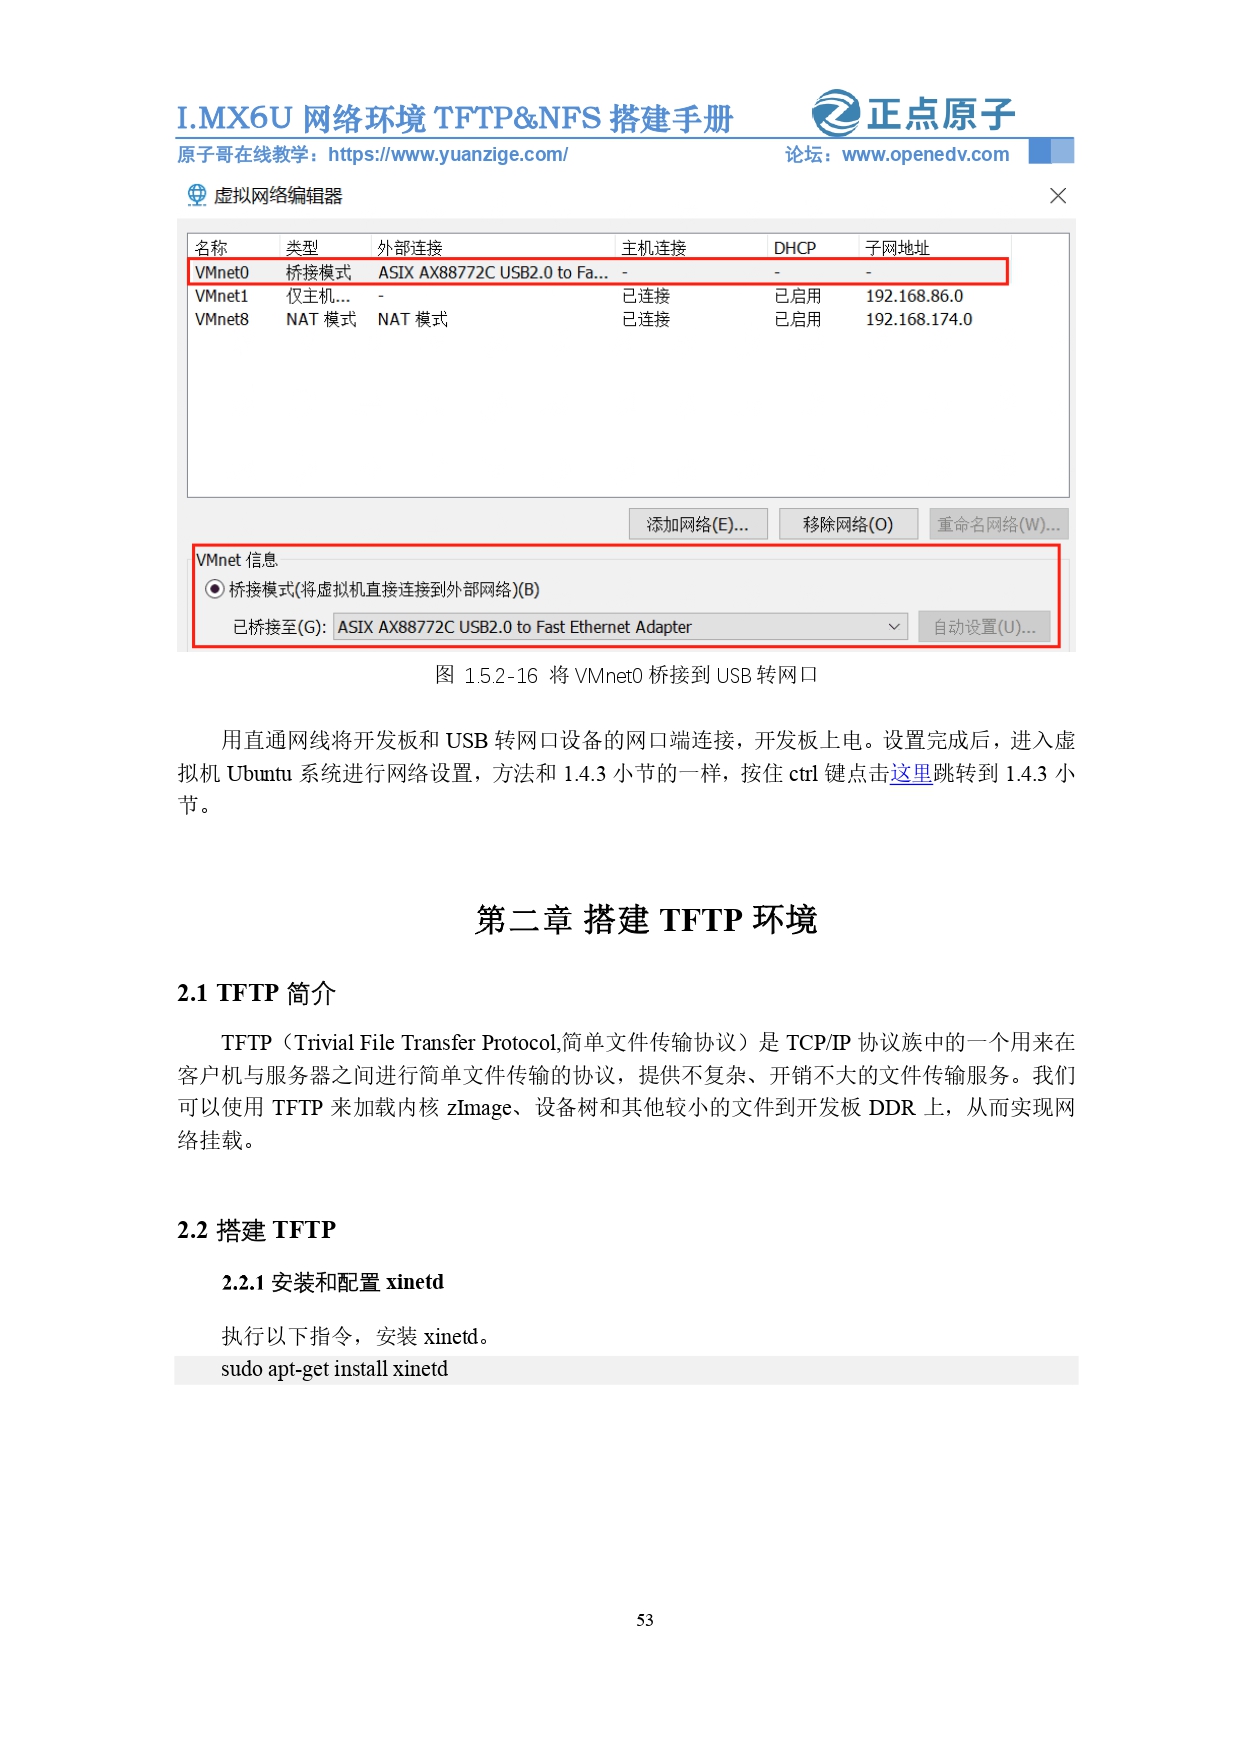 I.MX6U 网络环境 TFTP&NFS 搭建手册
正点原子
原子哥在线教学：https://www.yuanzige.com/
论坛：www.openedv.com
虚拟网络编辑器
名称 类型 外部连接 主机连接 DHCP 子网地址
VMnet0 桥接模式 ASIX AX88772C USB2.0 to Fa... - - -
VMnet1 仅主机... - 已连接 已启用 192.168.86.0
VMnet8 NAT 模式 NAT 模式 已连接 已启用 192.168.174.0
添加网络(E)... 移除网络(O) 重命名网络(W)...
VMnet 信息
桥接模式(将虚拟机直接连接到外部网络)(B)
已桥接至(G): ASIX AX88772C USB2.0 to Fast Ethernet Adapter 自动设置(U)...
图 1.5.2-16 将 VMnet0 桥接到 USB 转网口
用直通网线将开发板和 USB 转网口设备的网口端连接，开发板上电。设置完成后，进入虚
拟机 Ubuntu 系统进行网络设置，方法和 1.4.3 小节的一样，按住 ctrl 键点击这里跳转到 1.4.3 小
节。
第二章 搭建 TFTP 环境
2.1 TFTP 简介
TFTP（Trivial File Transfer Protocol,简单文件传输协议）是 TCP/IP 协议族中的一个用来在
客户机与服务器之间进行简单文件传输的协议，提供不复杂、开销不大的文件传输服务。我们
可以使用 TFTP 来加载内核 zImage、设备树和其他较小的文件到开发板 DDR 上，从而实现网
络挂载。
2.2 搭建 TFTP
2.2.1 安装和配置 xinetd
执行以下指令，安装 xinetd。
sudo apt-get install xinetd
53